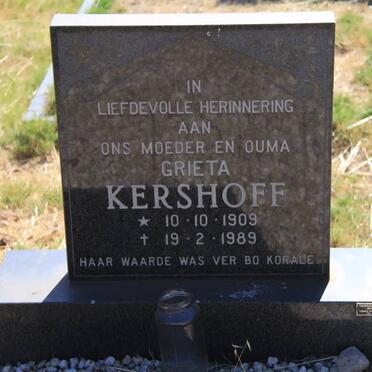 IN
LIEFDEVOLLE HERINNERING
AAN
ONS MOEDER EN OUMA
GRIETA
KERSHOFF
★ 10·10·1909
✝ 19·2·1989
HAAR WAARDE WAS VER BO KORALE